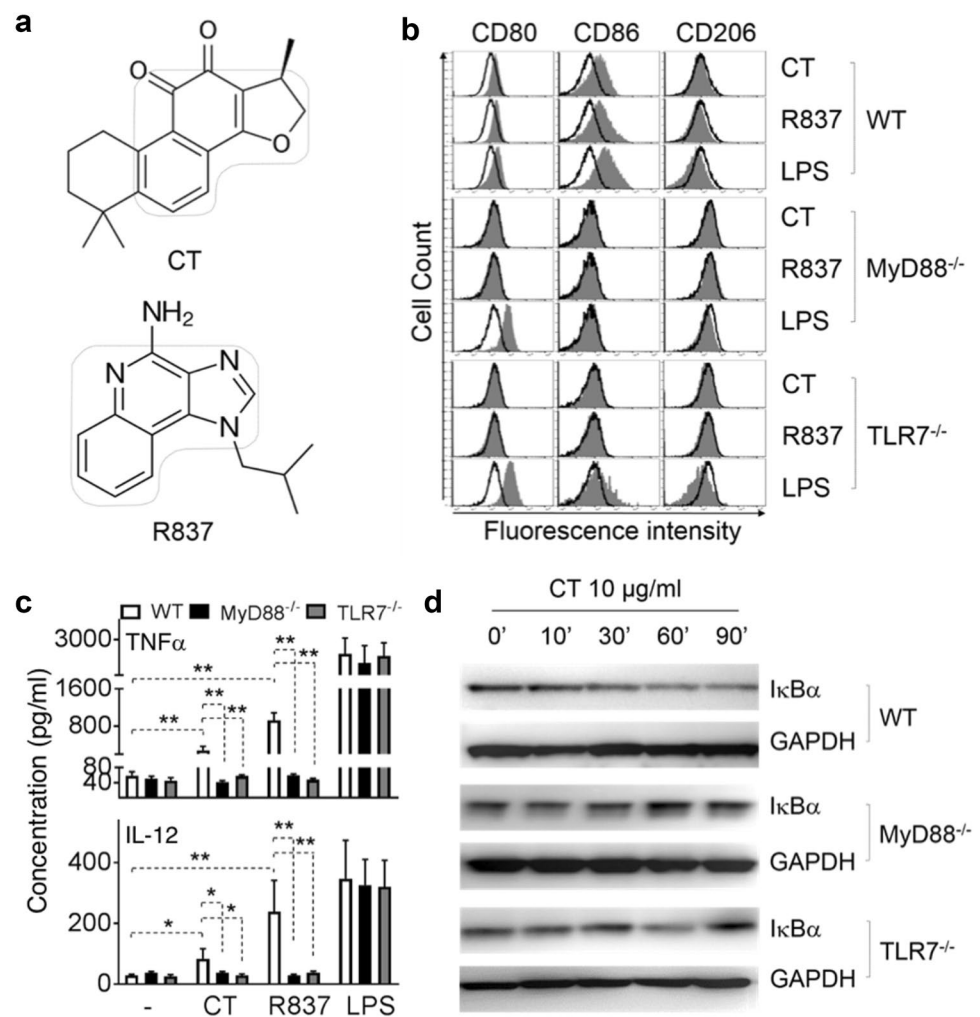 a
O
O
O
CT
NH₂
N
N
N
R837
b
CD80 CD86 CD206
CT
R837
LPS
WT
CT
R837
LPS
MyD88-/-
CT
R837
LPS
TLR7-/-
Cell Count
Fluorescence intensity
c
WT MyD88-/- TLR7-/-
TNFα
3000
1600
800
80
40
0
** ** ** ** ** **
IL-12
400
200
0
** ** ** * * *
Concentration (pg/ml)
- CT R837 LPS
d
CT 10 µg/ml
0’ 10’ 30’ 60’ 90’
IκBα
GAPDH
WT
IκBα
GAPDH
MyD88-/-
IκBα
GAPDH
TLR7-/-